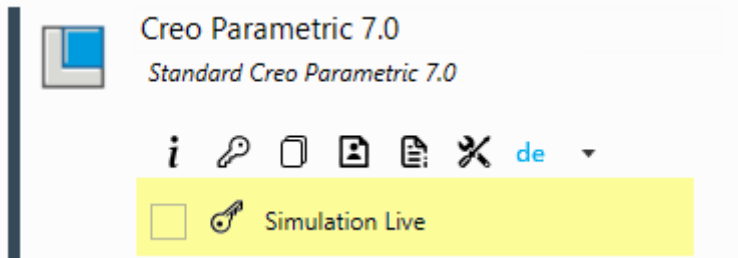 Creo Parametric 7.0
Standard Creo Parametric 7.0
i de
Simulation Live